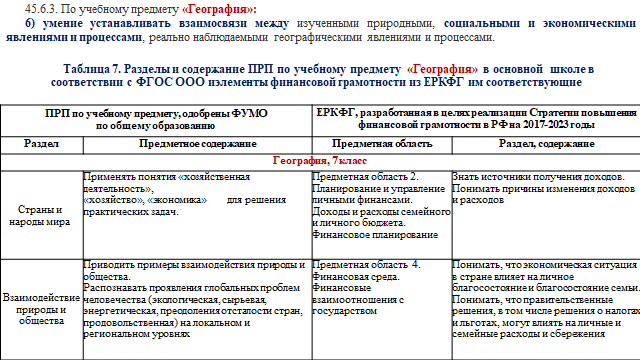 45.6.3. По учебному предмету «География»:
6) умение устанавливать взаимосвязи между изученными природными, социальными и экономическими
явлениями и процессами, реально наблюдаемыми географическими явлениями и процессами.
Таблица 7. Разделы и содержание ПРП по учебному предмету «География» в основной школе в
соответствии с ФГОС ООО иэлементы финансовой грамотности из ЕРКФГ им соответствующие
ПРП по учебному предмету, одобрены ФУМО
по общему образованию
ЕРКФГ, разработанная в целях реализации Стратегии повышения
финансовой грамотности в РФ на 2017-2023 годы
Раздел
Предметное содержание
Предметная область
Раздел, содержание
География, 7 класс
Страны и
народы мира
Применять понятия «хозяйственная
деятельность»,
«хозяйство», «экономика» для решения
практических задач.
Предметная область 2.
Планирование и управление
личными финансами.
Доходы и расходы семейного
и личного бюджета.
Финансовое планирование
Знать источники получения доходов.
Понимать причины изменения доходов
и расходов
Взаимодействие
природы и
общества
Приводить примеры взаимодействия природы и
общества.
Распознавать проявления глобальных проблем
человечества (экологическая, сырьевая,
энергетическая, преодоления отсталости стран,
продовольственная) на локальном и
региональном уровнях
Предметная область 4.
Финансовая среда.
Финансовые
взаимоотношения с
государством
Понимать, что экономическая ситуация
в стране влияет на личное
благосостояние и благосостояние семьи.
Понимать, что правительственные
решения, в том числе решения о налогах
и льготах, могут влиять на личные и
семейные расходы и сбережения